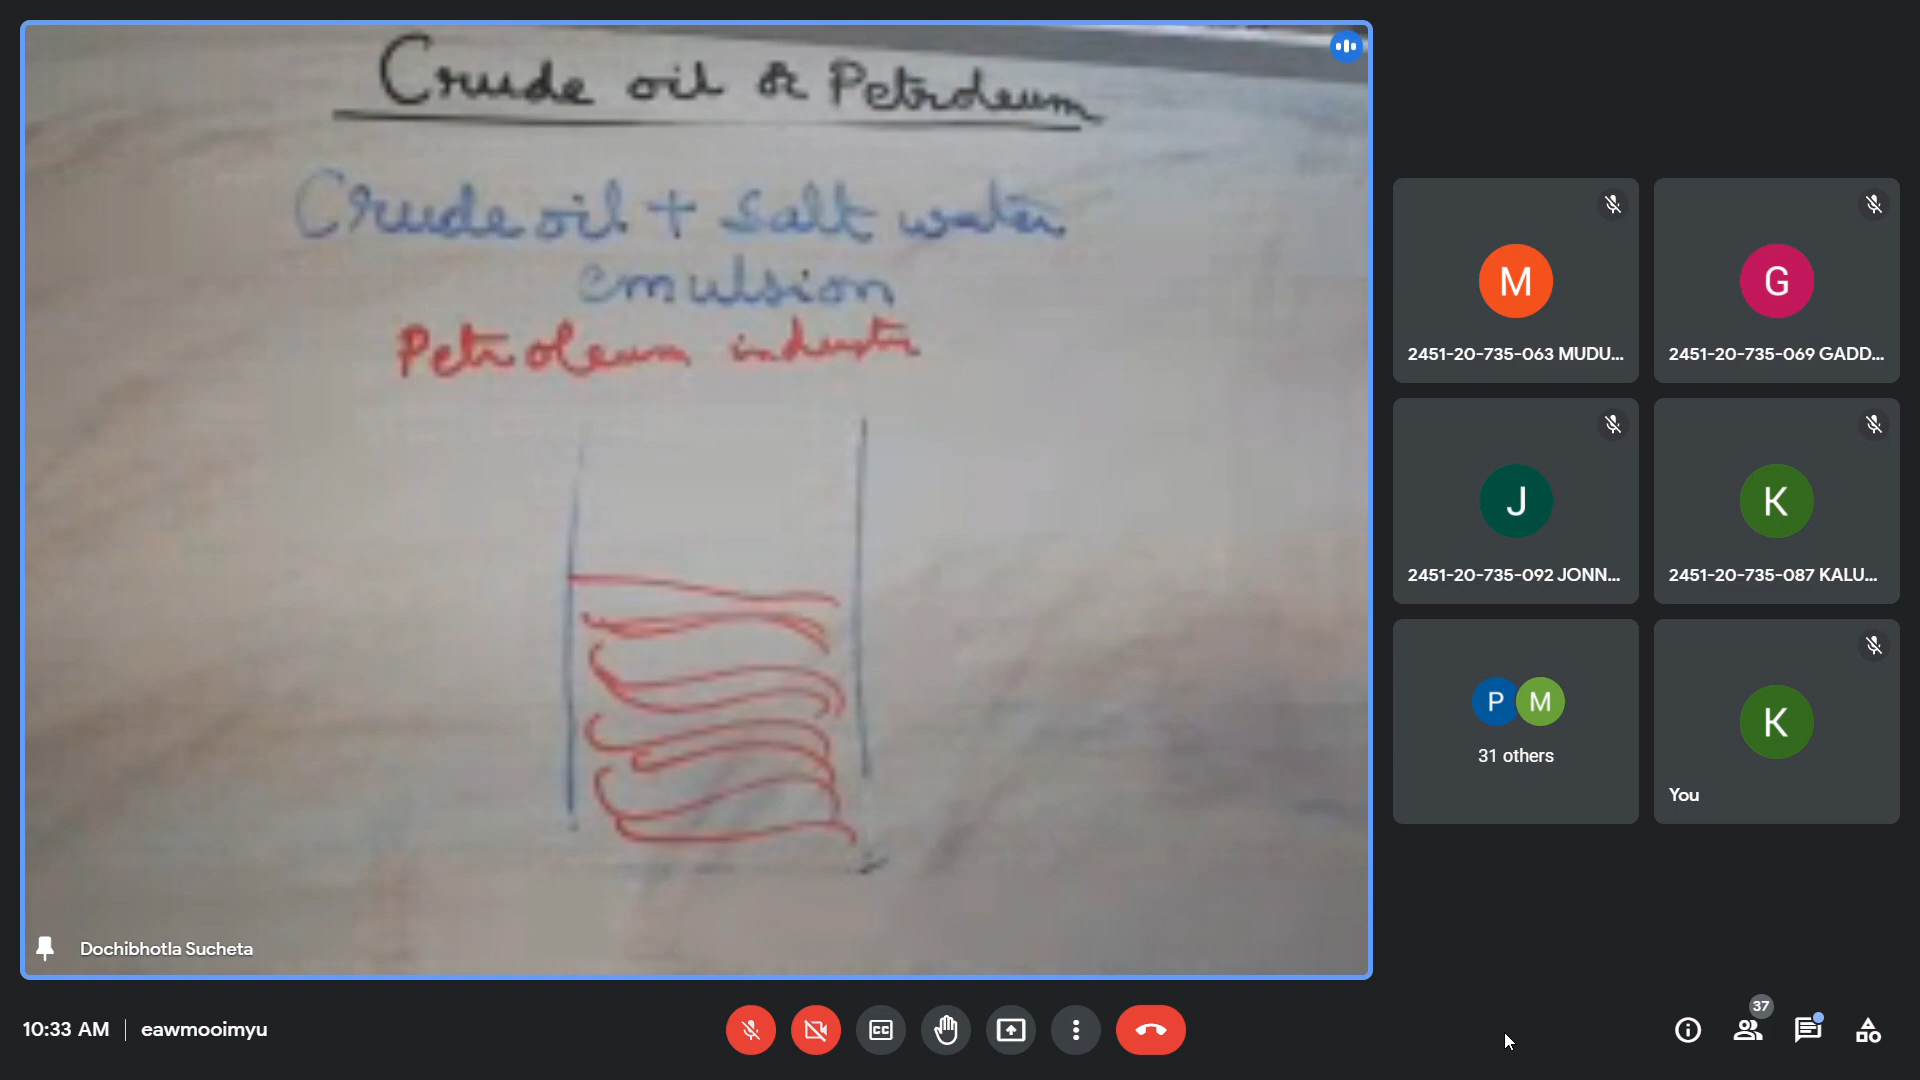 Crude oil or Petroleum
Crude oil + Salt water
emulsion
Petroleum
Dochibhotla Sucheta
M
2451-20-735-063 MUDU...
G
2451-20-735-069 GADD...
J
2451-20-735-092 JONN...
K
2451-20-735-087 KALU...
P M
31 others
K
You
10:33 AM | eawmooimyu
CC
37